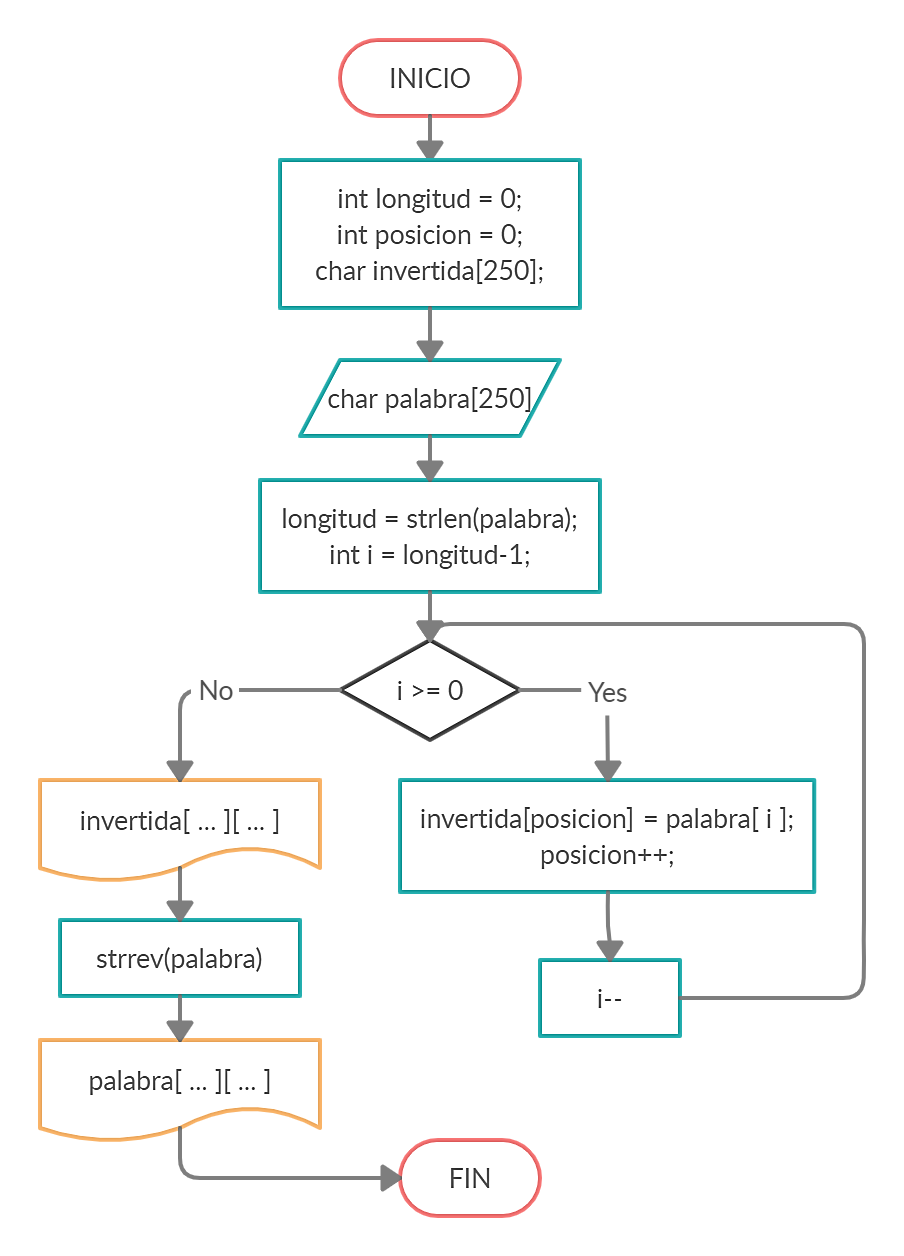 INICIO
int longitud = 0;
int posicion = 0;
char invertida[250];
char palabra[250]
longitud = strlen(palabra);
int i = longitud-1;
i >= 0
No
Yes
invertida[ ... ][ ... ]
invertida[posicion] = palabra[ i ];
posicion++;
strrev(palabra)
i--
palabra[ ... ][ ... ]
FIN